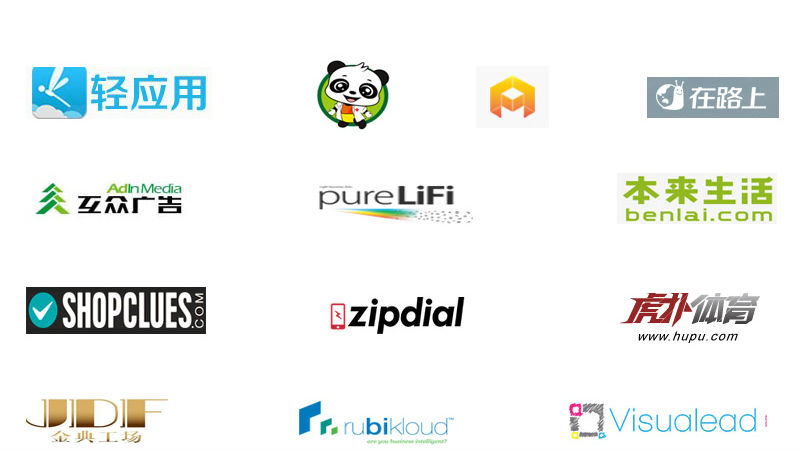 轻应用
在路上
AdIn Media
互众广告
pureLiFi
本来生活
benlai.com
SHOPCLUES.COM
zipdial
虎扑体育
www.hupu.com
JDF
金典工场
rubikloud™
are you business intelligent?
Visualead